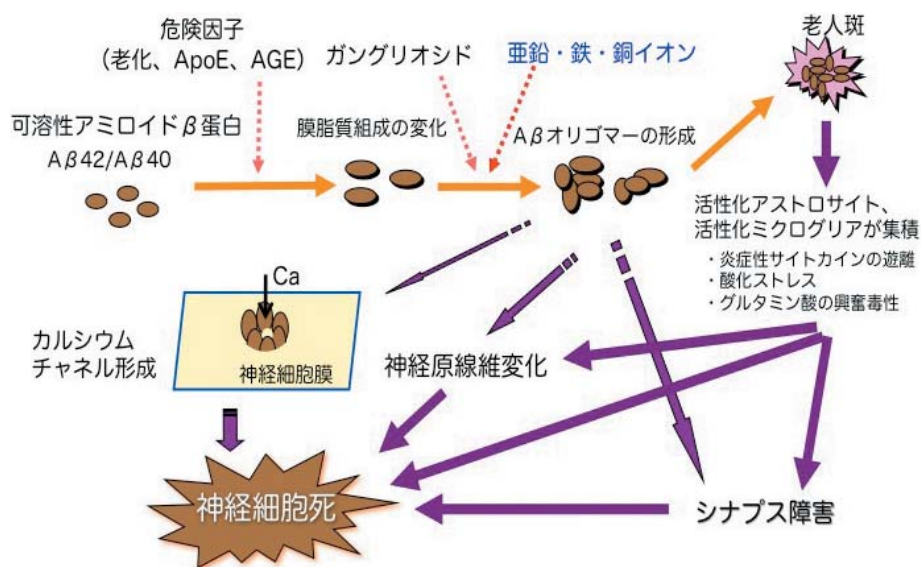 危険因子
（老化、ApoE、AGE）
ガングリオシド
亜鉛・鉄・銅イオン
老人斑
可溶性アミロイドβ蛋白
Aβ42/Aβ40
膜脂質組成の変化
Aβオリゴマーの形成
活性化アストロサイト、
活性化ミクログリアが集積
・炎症性サイトカインの遊離
・酸化ストレス
・グルタミン酸の興奮毒性
Ca
カルシウム
チャネル形成
神経細胞膜
神経原線維変化
神経細胞死
シナプス障害